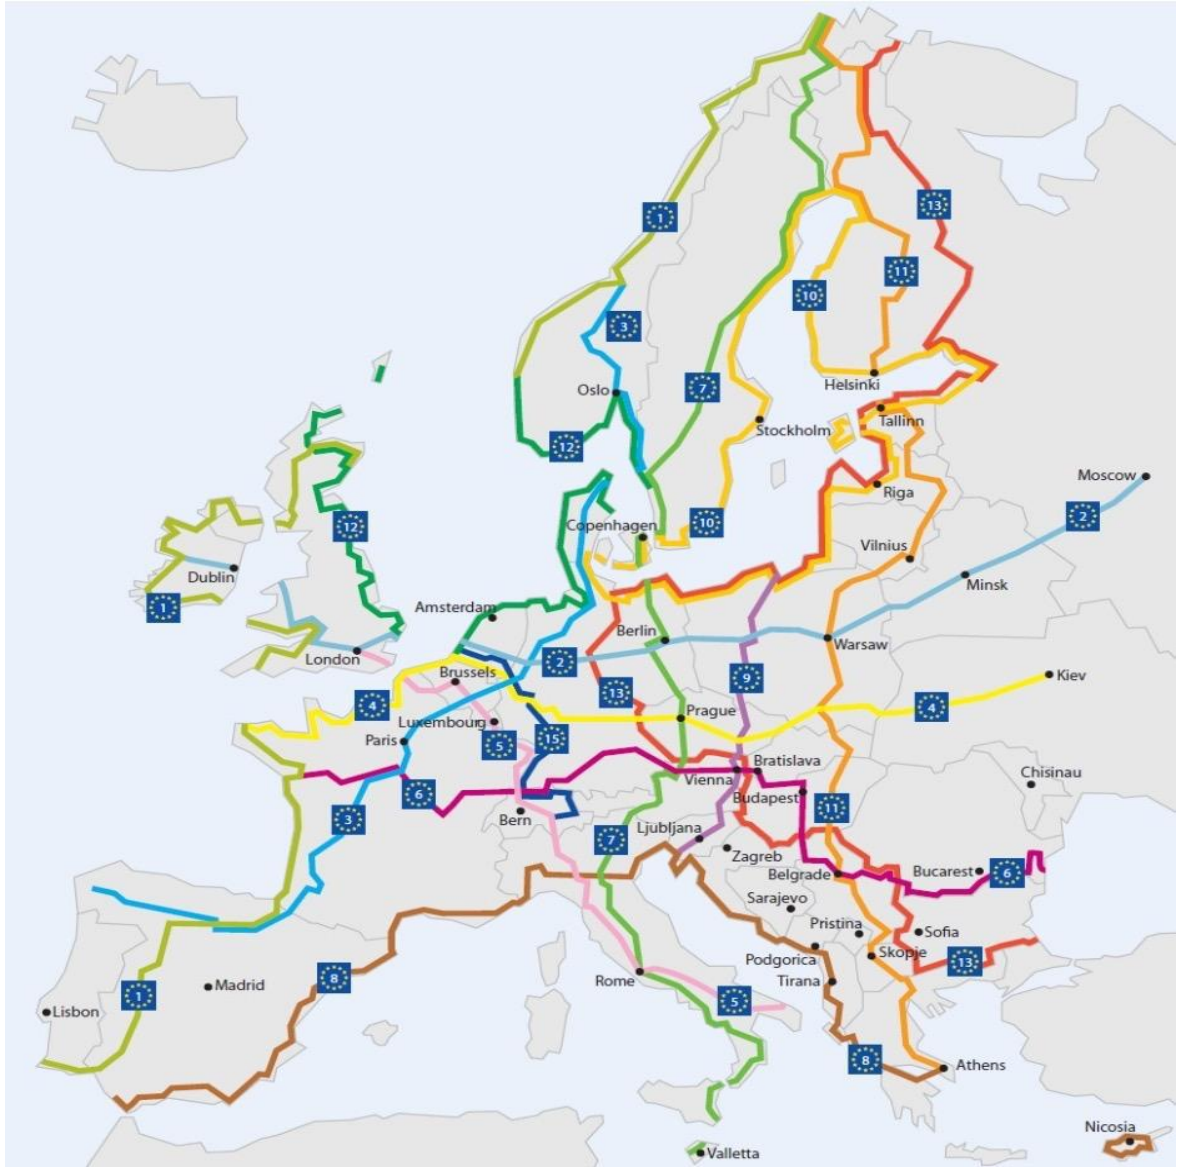 1
13
11
10
3
Helsinki
7
Oslo
Tallinn
Stockholm
12
Moscow
Riga
2
10
12
Copenhagen
Vilnius
Dublin
Minsk
1
Amsterdam
Berlin
Warsaw
London
2
Brussels
9
Kiev
13
4
4
Prague
Luxembourg
Paris
5
15
Bratislava
Vienna
Chisinau
6
Budapest
11
3
Bern
Ljubljana
7
Zagreb
Belgrade
Bucarest
6
Sarajevo
Pristina
Sofia
Skopje
Podgorica
13
8
Rome
Tirana
Madrid
1
5
Lisbon
8
Athens
Nicosia
Valletta